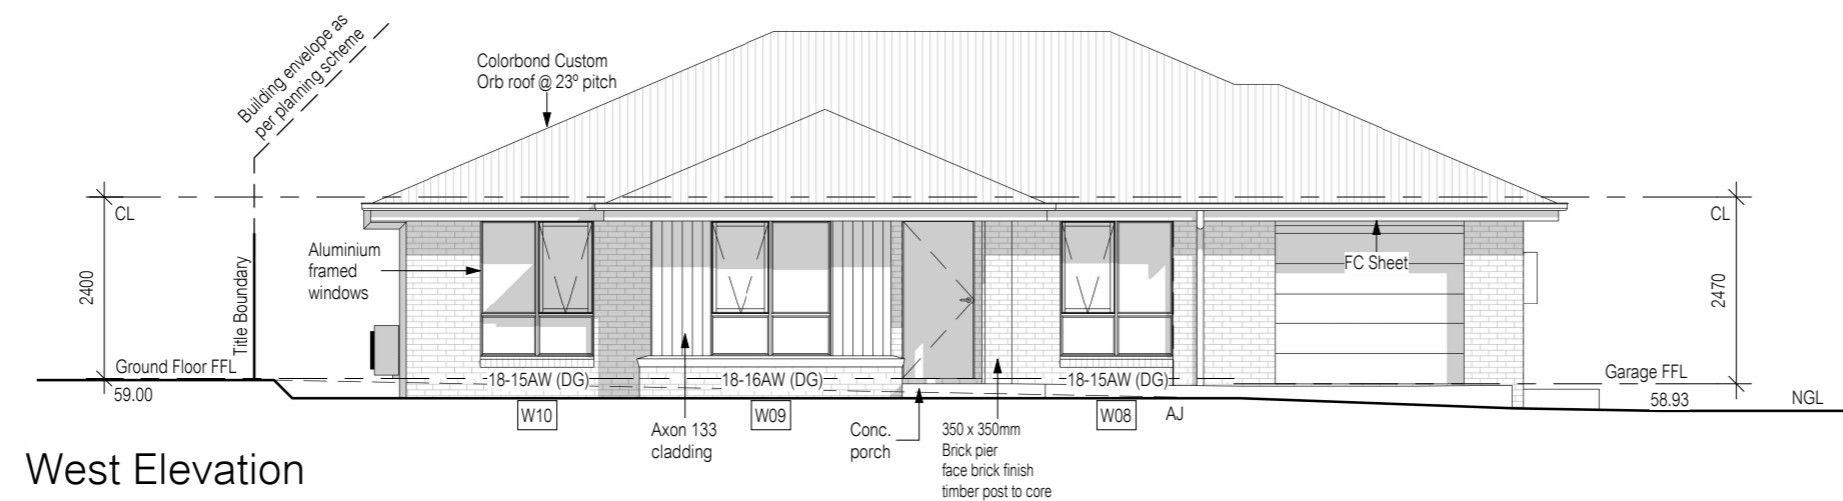 Building envelope as
per planning scheme
Colorbond Custom
Orb roof @ 23º pitch
CL
CL
Aluminium
framed
windows
FC Sheet
2400
Title Boundary
2470
Ground Floor FFL
59.00
18-15AW (DG)
18-16AW (DG)
18-15AW (DG)
Garage FFL
58.93
NGL
W10
W09
W08
AJ
Axon 133
cladding
Conc.
porch
350 x 350mm
Brick pier
face brick finish
timber post to core
West Elevation